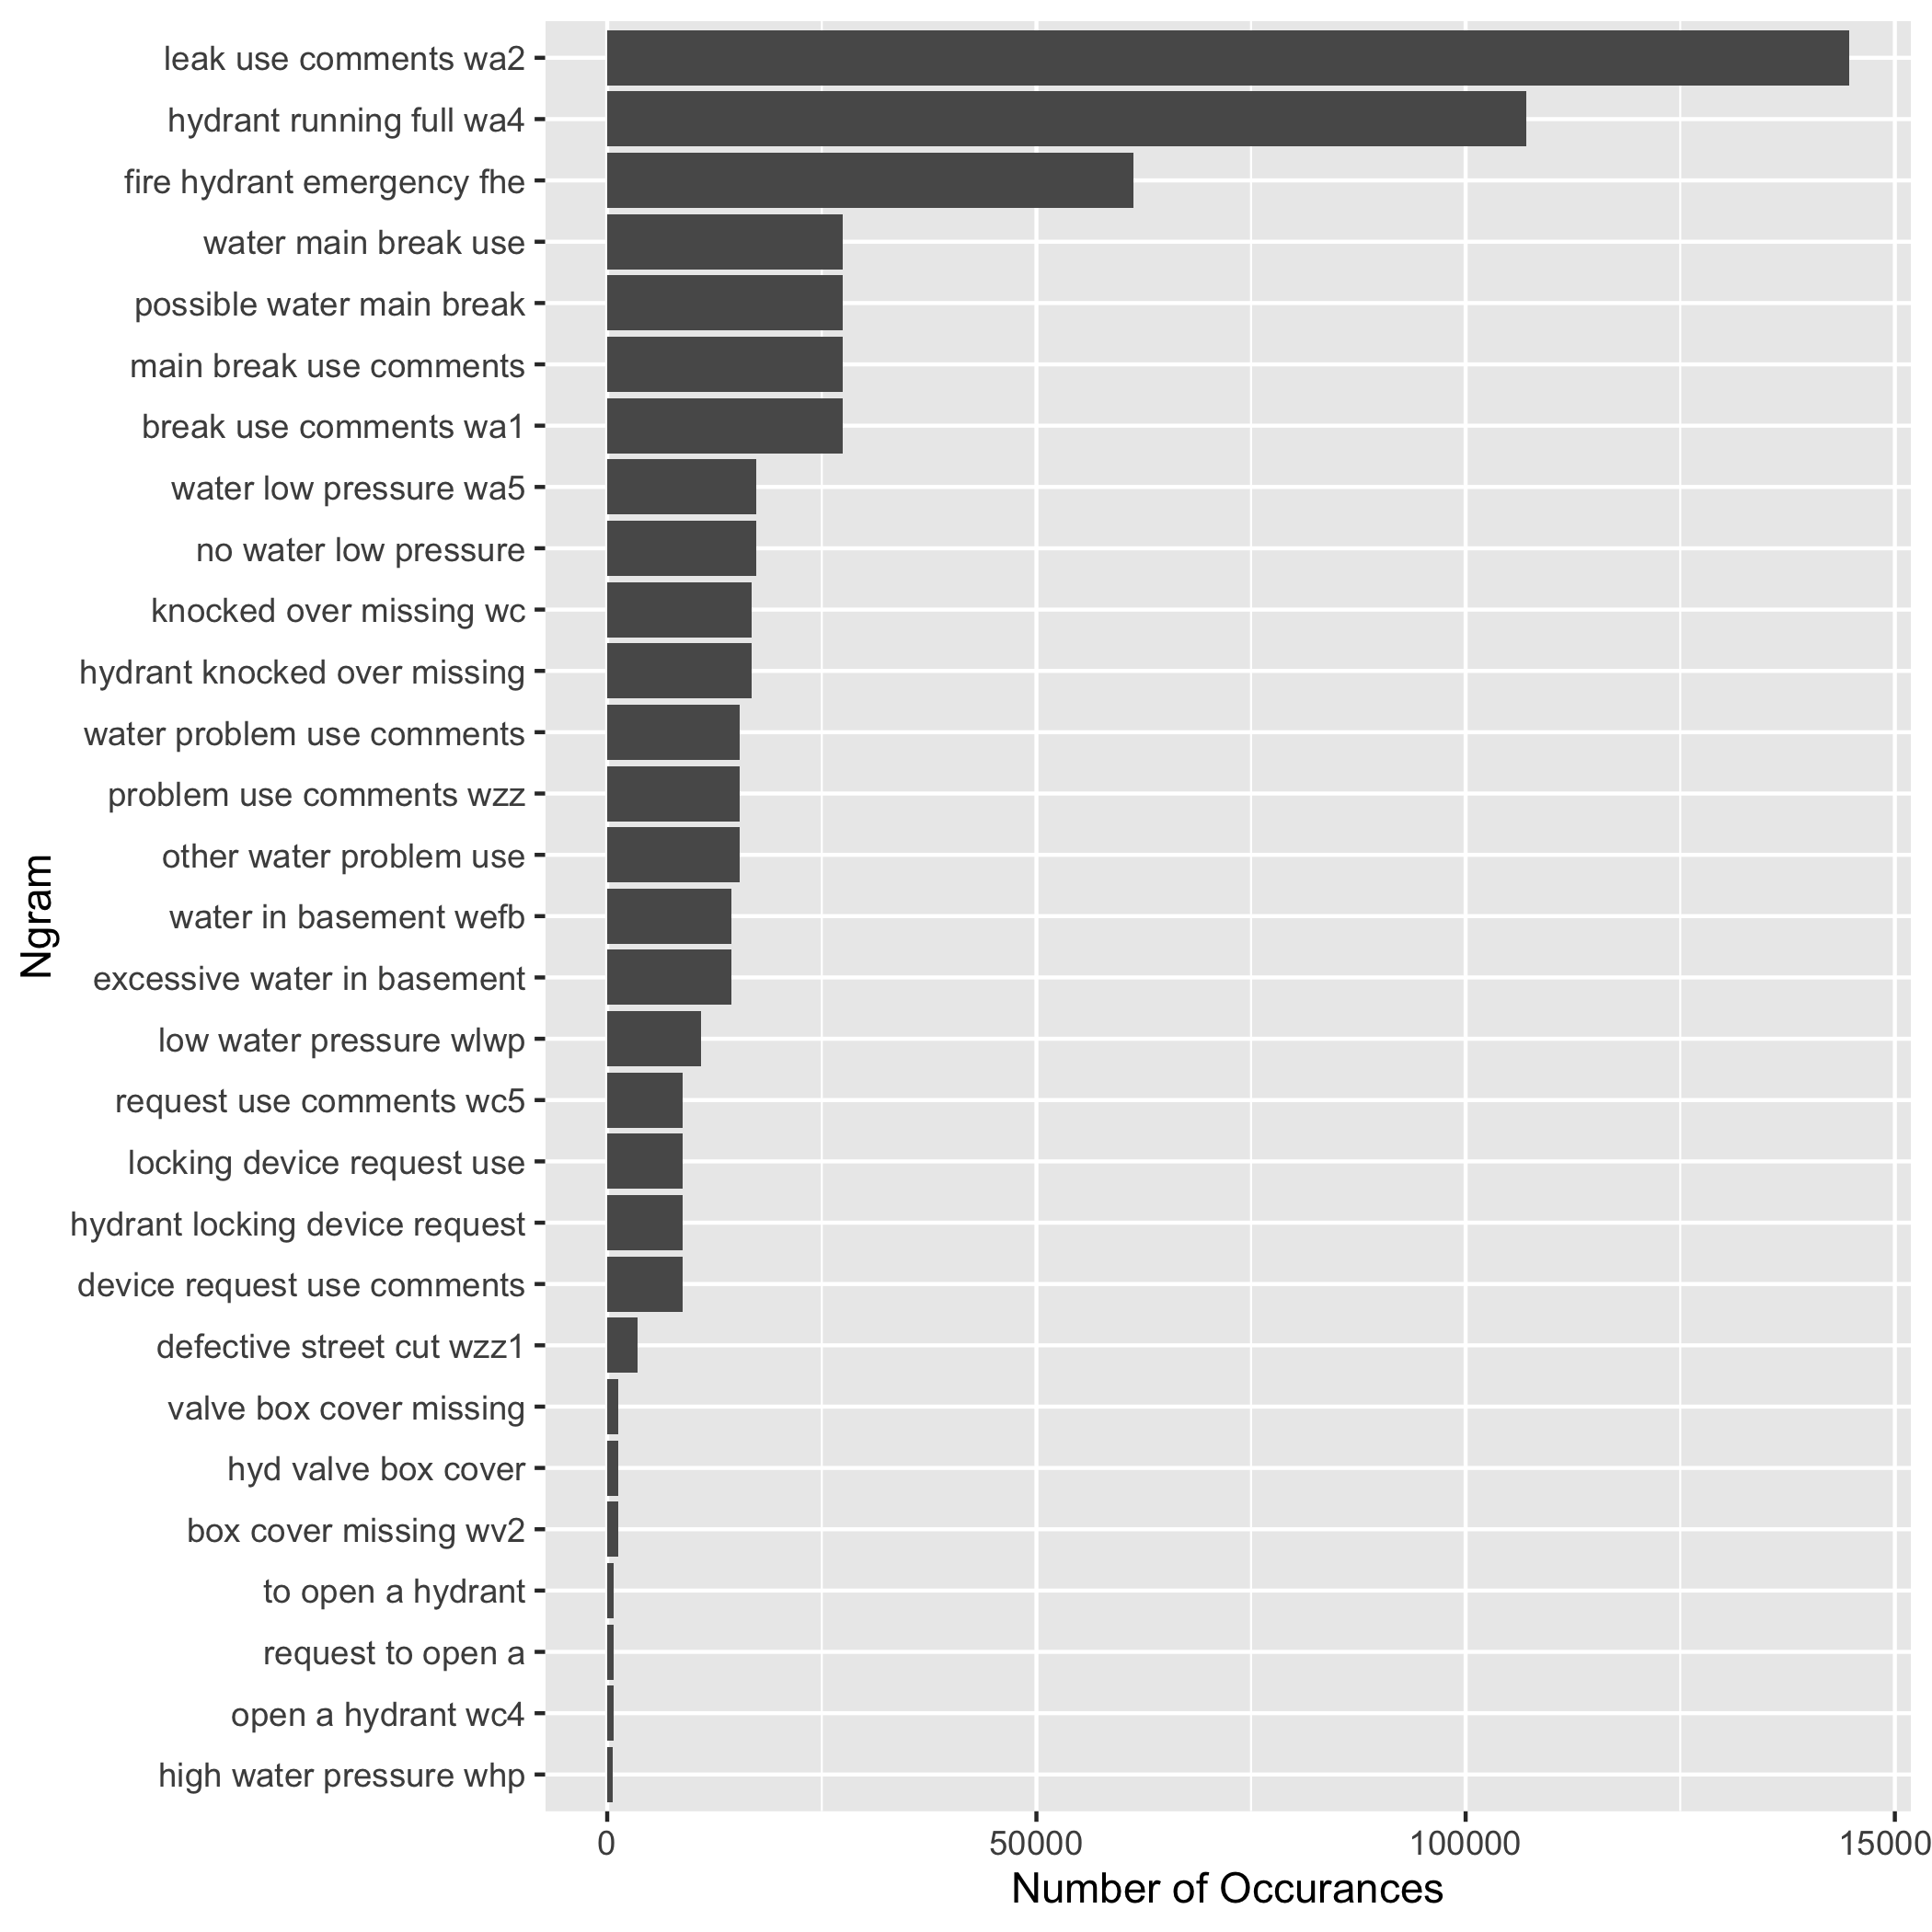 leak use comments wa2
hydrant running full wa4
fire hydrant emergency fhe
water main break use
possible water main break
main break use comments
break use comments wa1
water low pressure wa5
no water low pressure
knocked over missing wc
hydrant knocked over missing
water problem use comments
problem use comments wzz
other water problem use
water in basement wefb
excessive water in basement
low water pressure wlwp
request use comments wc5
locking device request use
hydrant locking device request
device request use comments
defective street cut wzz1
valve box cover missing
hyd valve box cover
box cover missing wv2
to open a hydrant
request to open a
open a hydrant wc4
high water pressure whp
Ngram
0 50000 100000 15000
Number of Occurances